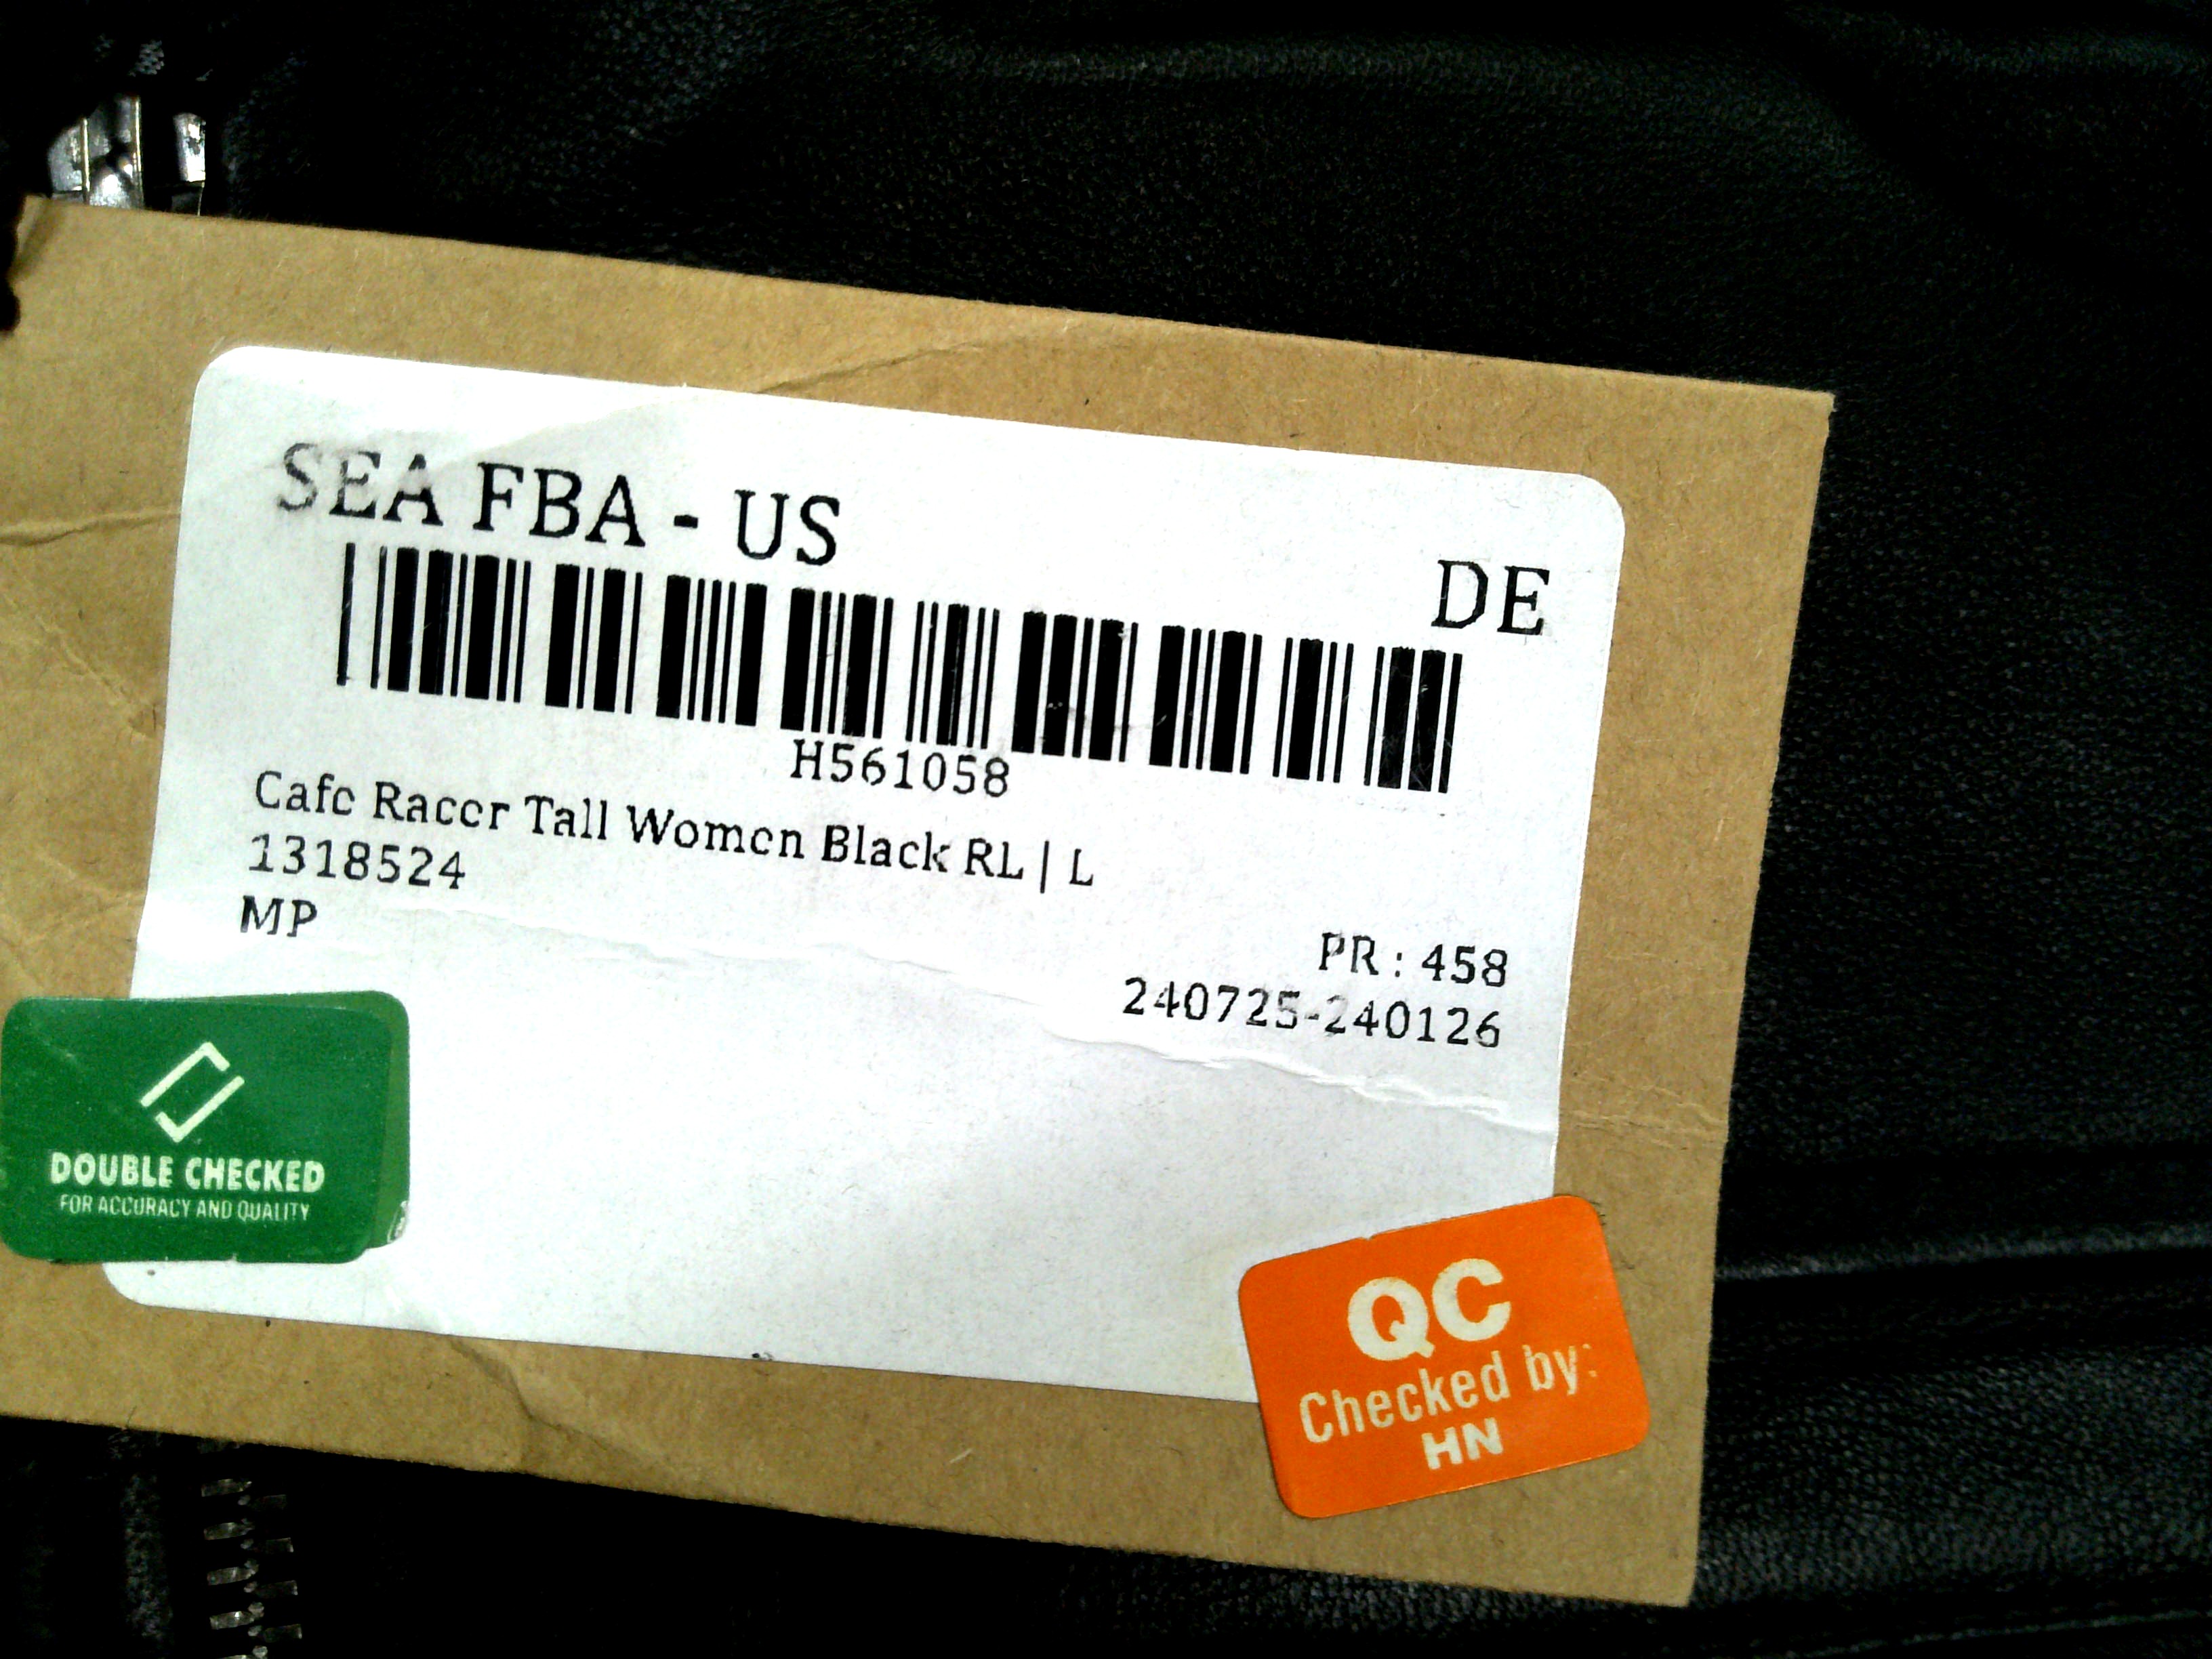 SEA FBA - US
DE
H561058
Cafe Racer Tall Women Black RL | L
1318524
MP
PR : 458
240725-240126
DOUBLE CHECKED
FOR ACCURACY AND QUALITY
QC
Checked by:
HN